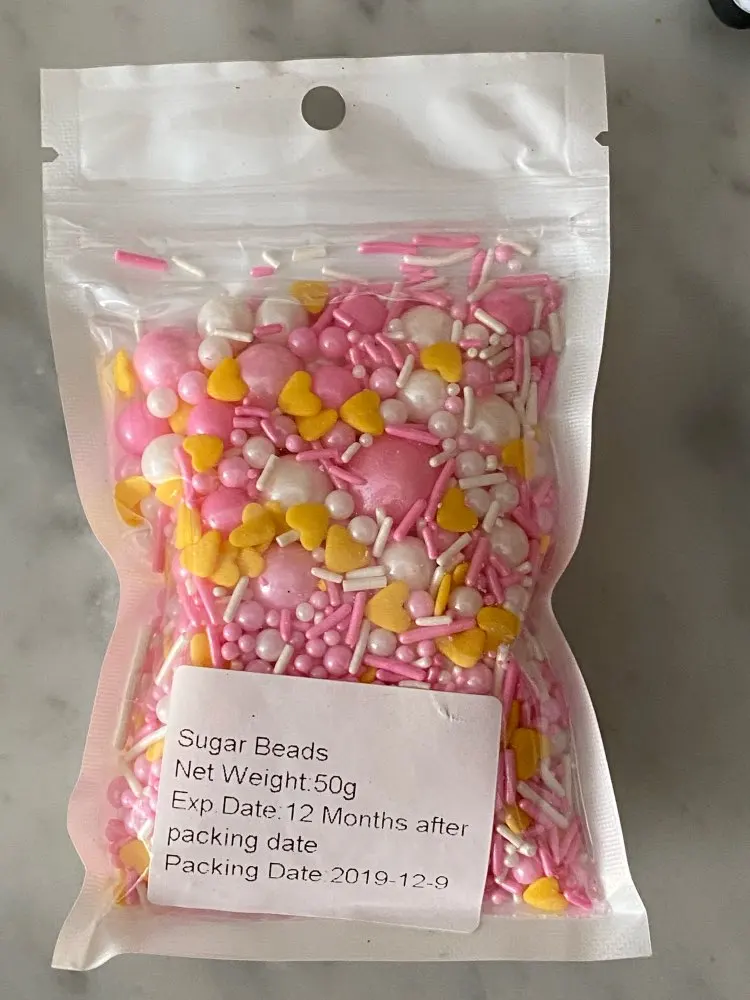 Sugar Beads
Net Weight:50g
Exp.Date:12 Months after
packing date
Packing Date:2019-12-9